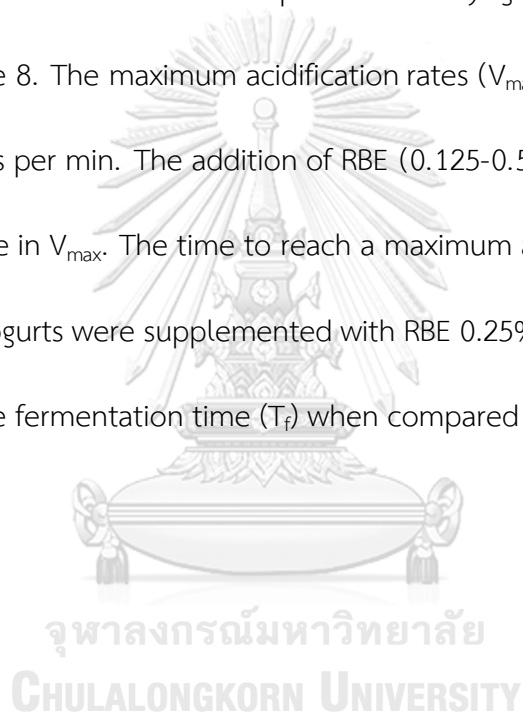 e 8. The maximum acidification rates (Vma
s per min. The addition of RBE (0.125-0.5
e in Vmax. The time to reach a maximum a
ogurts were supplemented with RBE 0.25%
e fermentation time (Tf) when compared
จุฬาลงกรณ์มหาวิทยาลัย
CHULALONGKORN UNIVERSITY